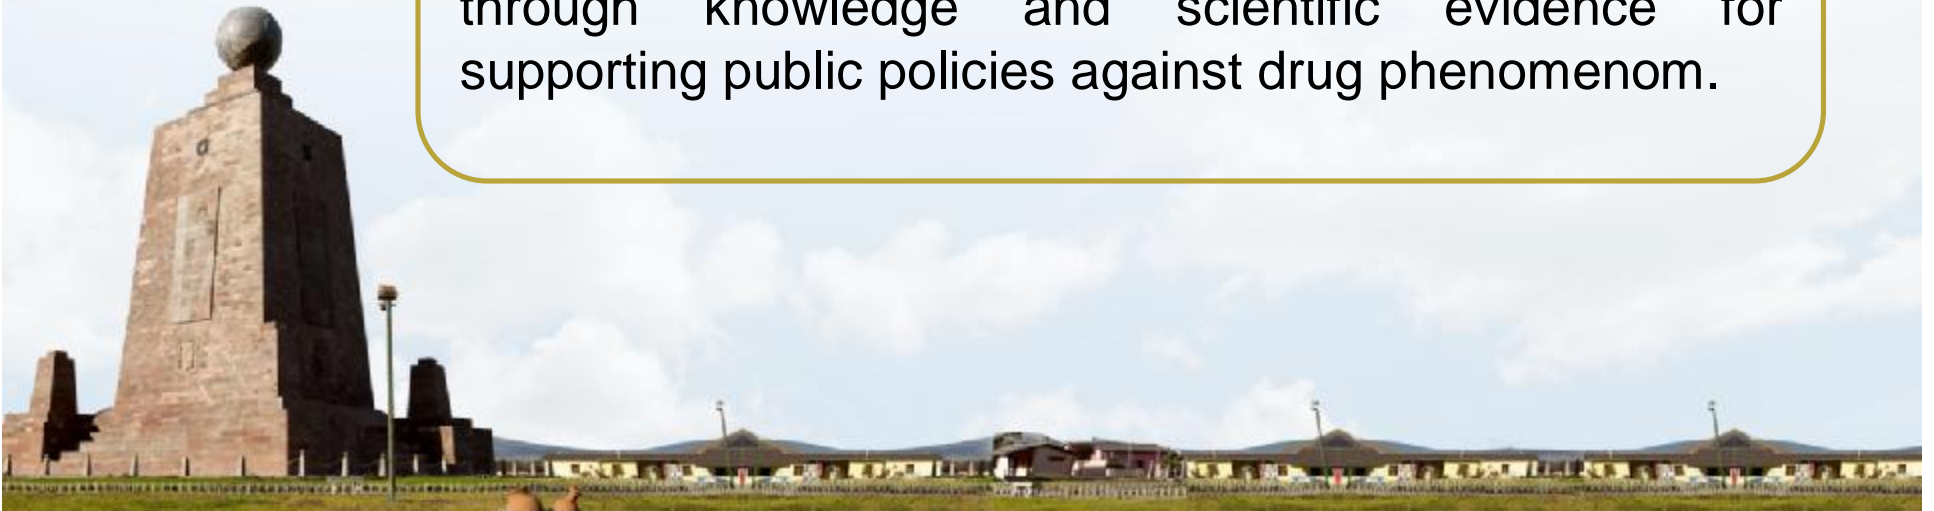 through knowledge and scientific evidence for
supporting public policies against drug phenomenom.